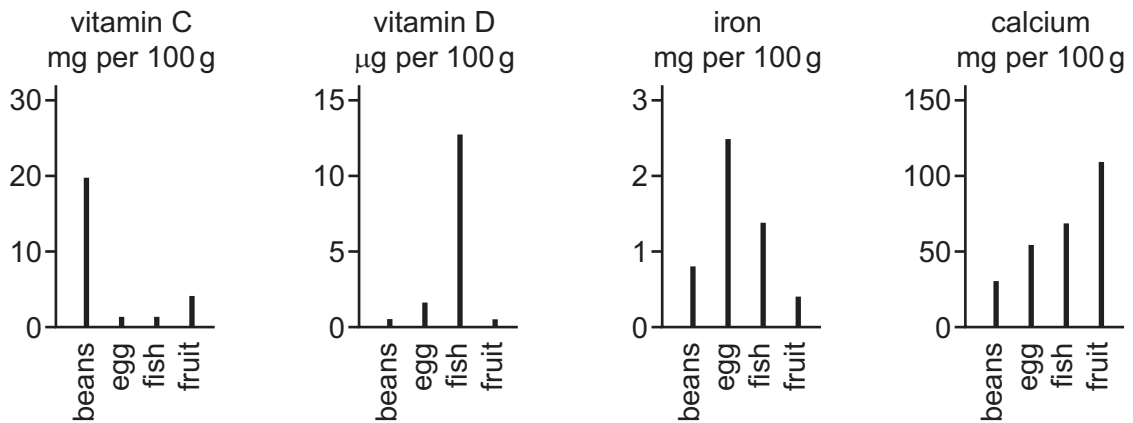 vitamin C
mg per 100 g
30
20
10
0
beans
egg
fish
fruit
vitamin D
μg per 100 g
15
10
5
0
beans
egg
fish
fruit
iron
mg per 100 g
3
2
1
0
beans
egg
fish
fruit
calcium
mg per 100 g
150
100
50
0
beans
egg
fish
fruit